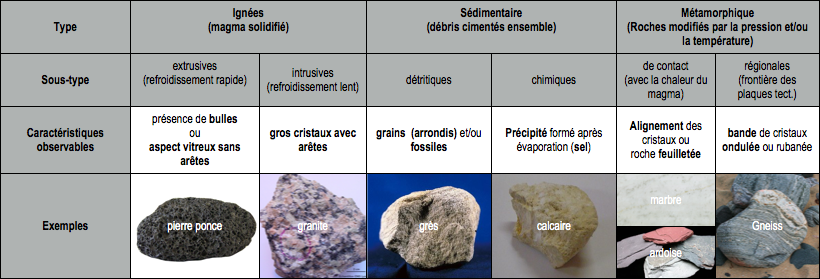 Type
Ignées
(magma solidifié)
Sédimentaire
(débris cimentés ensemble)
Métamorphique
(Roches modifiés par la pression et/ou
la température)
Sous-type
extrusives
(refroidissement rapide)
intrusives
(refroidissement lent)
détritiques
chimiques
de contact
(avec la chaleur du
magma)
régionales
(frontière des
plaques tect.)
Caractéristiques
observables
présence de bulles
ou
aspect vitreux sans
arêtes
gros cristaux avec
arêtes
grains (arrondis) et/ou
fossiles
Précipité formé après
évaporation (sel)
Alignement des
cristaux ou
roche feuilletée
bande de cristaux
ondulée ou rubanée
Exemples
pierre ponce
granite
grès
calcaire
marbre
ardoise
Gneiss